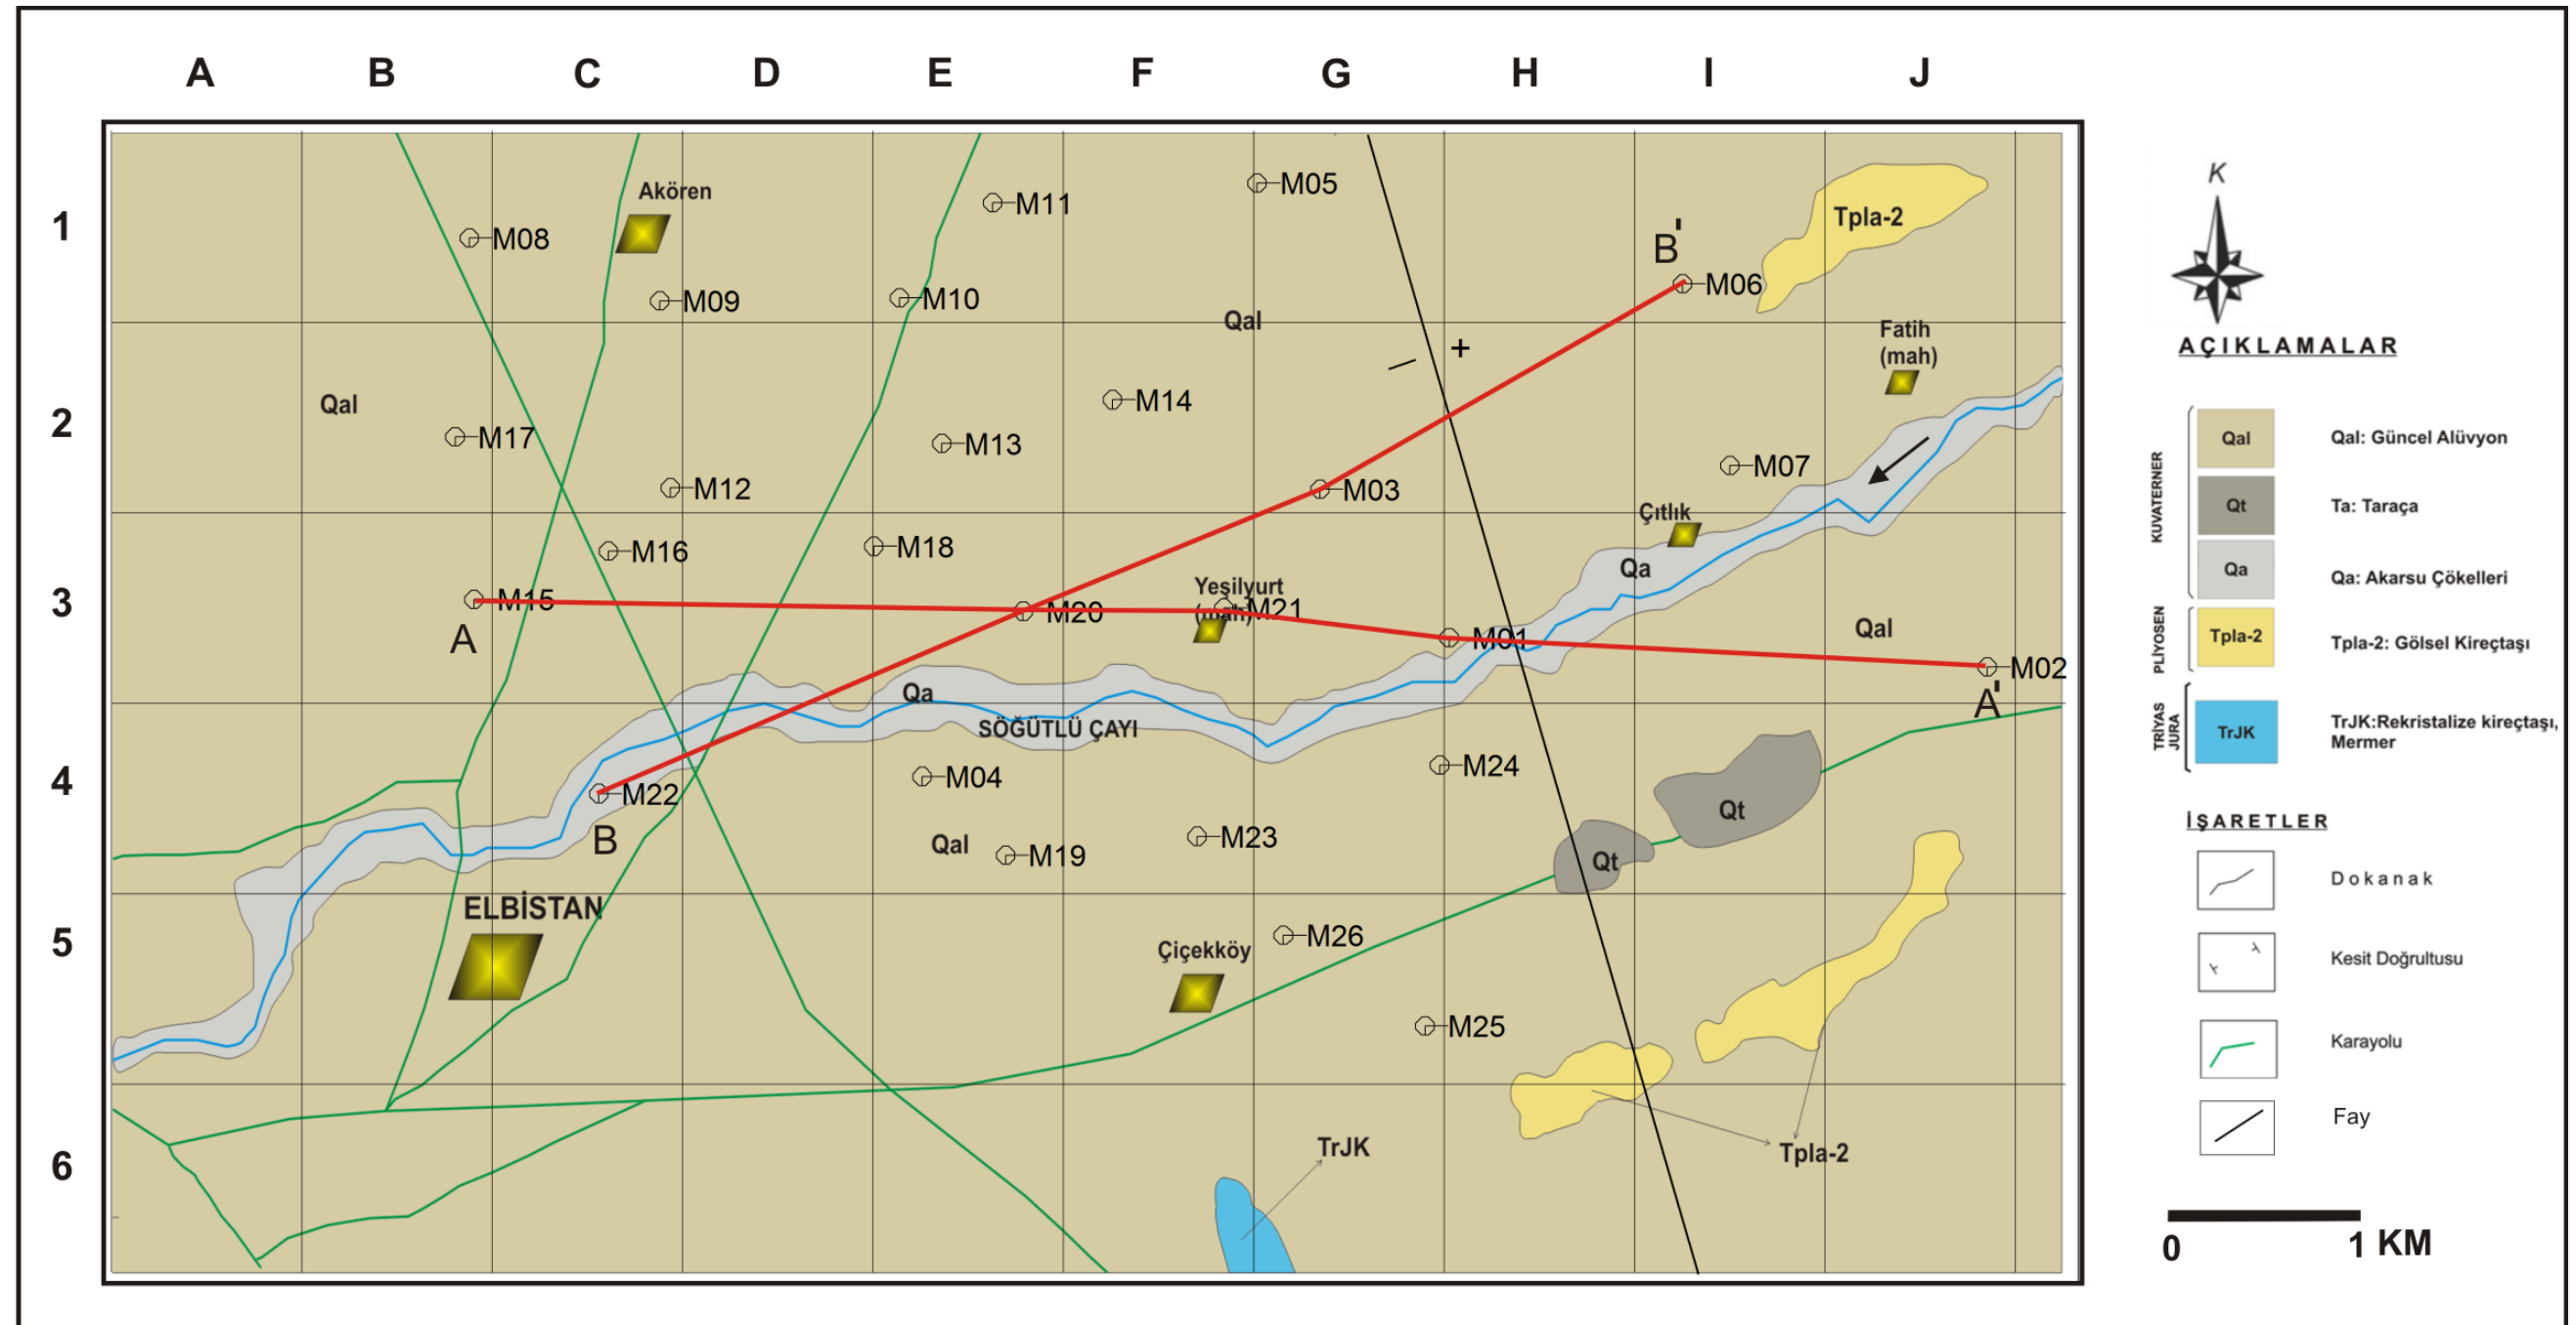 A B C D E F G H I J
1
2
3
4
5
6
Akören
M08
M09
M11
M10
M05
Qal
B'
M06
Tpla-2
Fatih
(mah)
+
Qal
M17
M12
M13
M14
M03
M07
Çıtlık
M16
M18
M15
A
M20
Yeşilyurt
(mah)
M21
M01
Qa
Qal
M02
A'
Qa
SÖĞÜTLÜ ÇAYI
M22
B
M04
Qal
M19
M23
M24
Qt
Qt
ELBİSTAN
Çiçekköy
M26
M25
TrJK
Tpla-2
K
AÇIKLAMALAR
KUVATERNER
Qal
Qal: Güncel Alüvyon
Qt
Ta: Taraça
Qa
Qa: Akarsu Çökelleri
PLİYOSEN
Tpla-2
Tpla-2: Gölsel Kireçtaşı
TRİYAS
JURA
TrJK
TrJK:Rekristalize kireçtaşı,
Mermer
İŞARETLER
Dokanak
Kesit Doğrultusu
Karayolu
Fay
0 1 KM